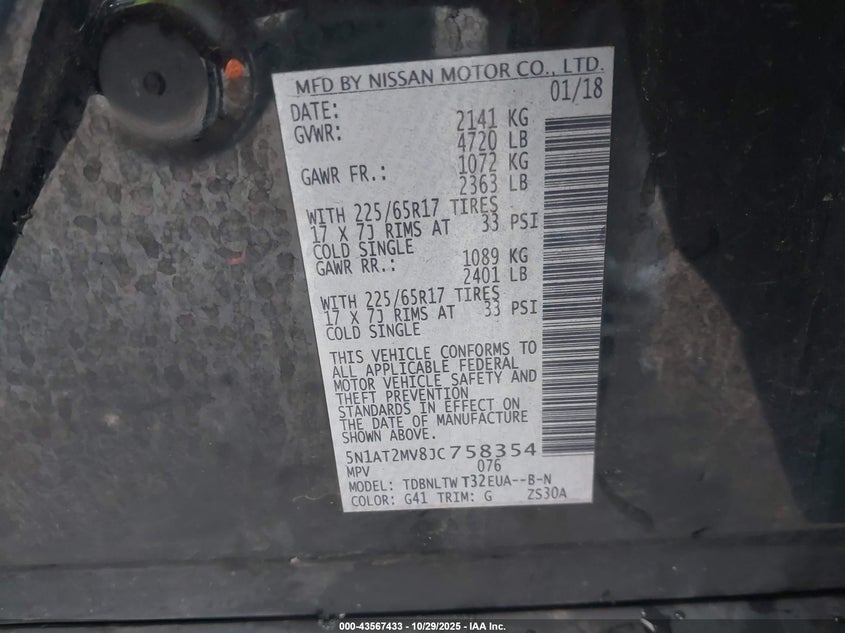 MFD BY NISSAN MOTOR CO., LTD.
DATE: 01/18
GVWR: 2141 KG
4720 LB
GAWR FR.: 1072 KG
2363 LB
WITH 225/65R17 TIRES
17 X 7J RIMS AT 33 PSI
COLD SINGLE
GAWR RR.: 1089 KG
2401 LB
WITH 225/65R17 TIRES
17 X 7J RIMS AT 33 PSI
COLD SINGLE
THIS VEHICLE CONFORMS TO
ALL APPLICABLE FEDERAL
MOTOR VEHICLE SAFETY AND
THEFT PREVENTION
STANDARDS IN EFFECT ON
THE DATE OF MANUFACTURE
SHOWN ABOVE.
5N1AT2MV8JC758354
MPV 076
MODEL: TDBNLTW T32EUA--B-N
COLOR: G41 TRIM: G ZS30A
000-43567433 - 10/29/2025 - IAA Inc.